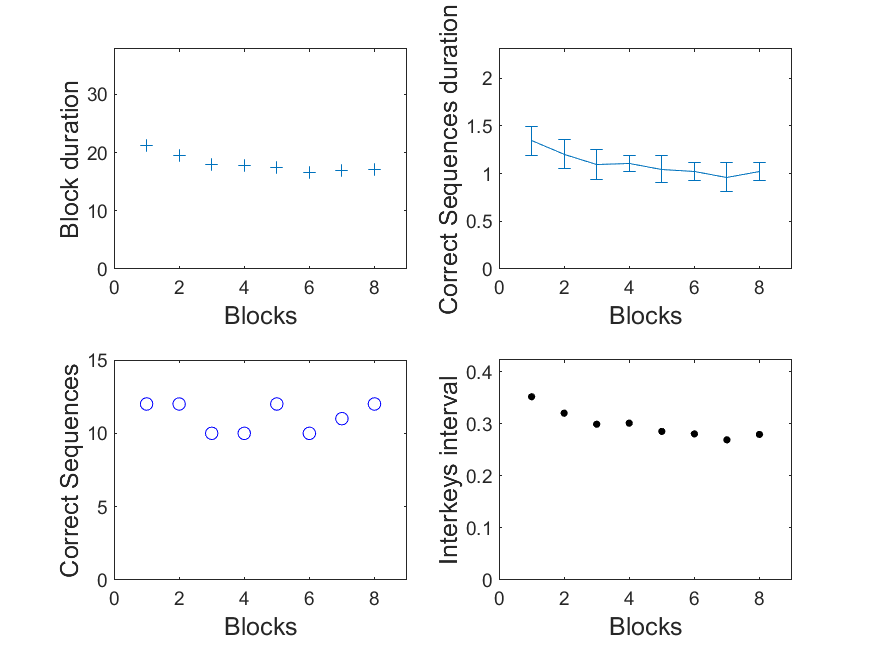 Block duration
30
20
10
0
0 2 4 6 8
Blocks
Correct Sequences duration
2
1.5
1
0.5
0
0 2 4 6 8
Blocks
Correct Sequences
15
10
5
0
0 2 4 6 8
Blocks
Interkeys interval
0.4
0.3
0.2
0.1
0
0 2 4 6 8
Blocks